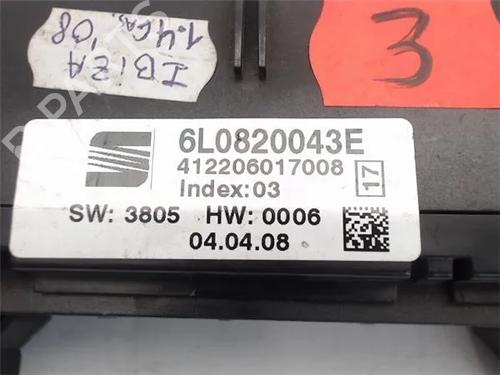 IBIZA
1.4 Gas. '08
3
6L0820043E
412206017008
Index:03
17
SW: 3805 HW: 0006
04.04.08